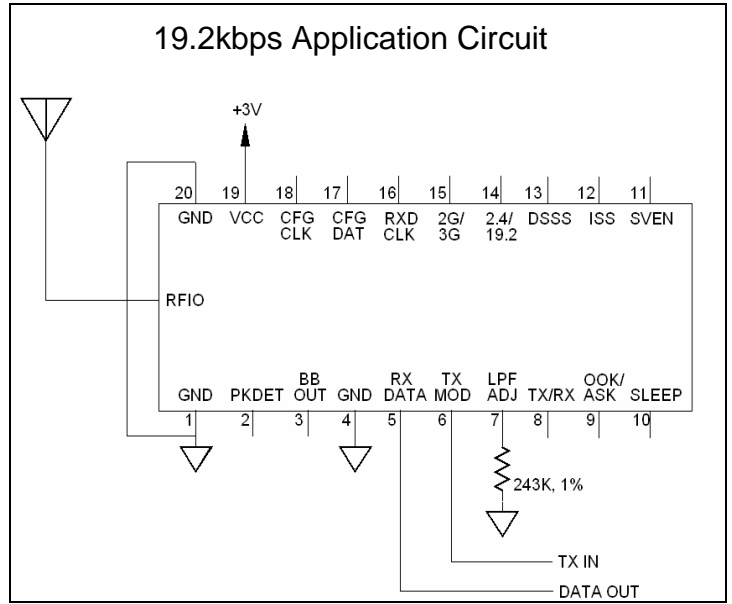 19.2kbps Application Circuit
+3V
20 19 18 17 16 15 14 13 12 11
GND VCC CFG CLK CFG DAT RXD CLK 2G/ 3G 2.4/ 19.2 DSSS ISS SVEN
RFIO
GND PKDET BB OUT GND RX DATA TX MOD LPF ADJ TX/RX OOK/ ASK SLEEP
1 2 3 4 5 6 7 8 9 10
243K, 1%
TX IN
DATA OUT